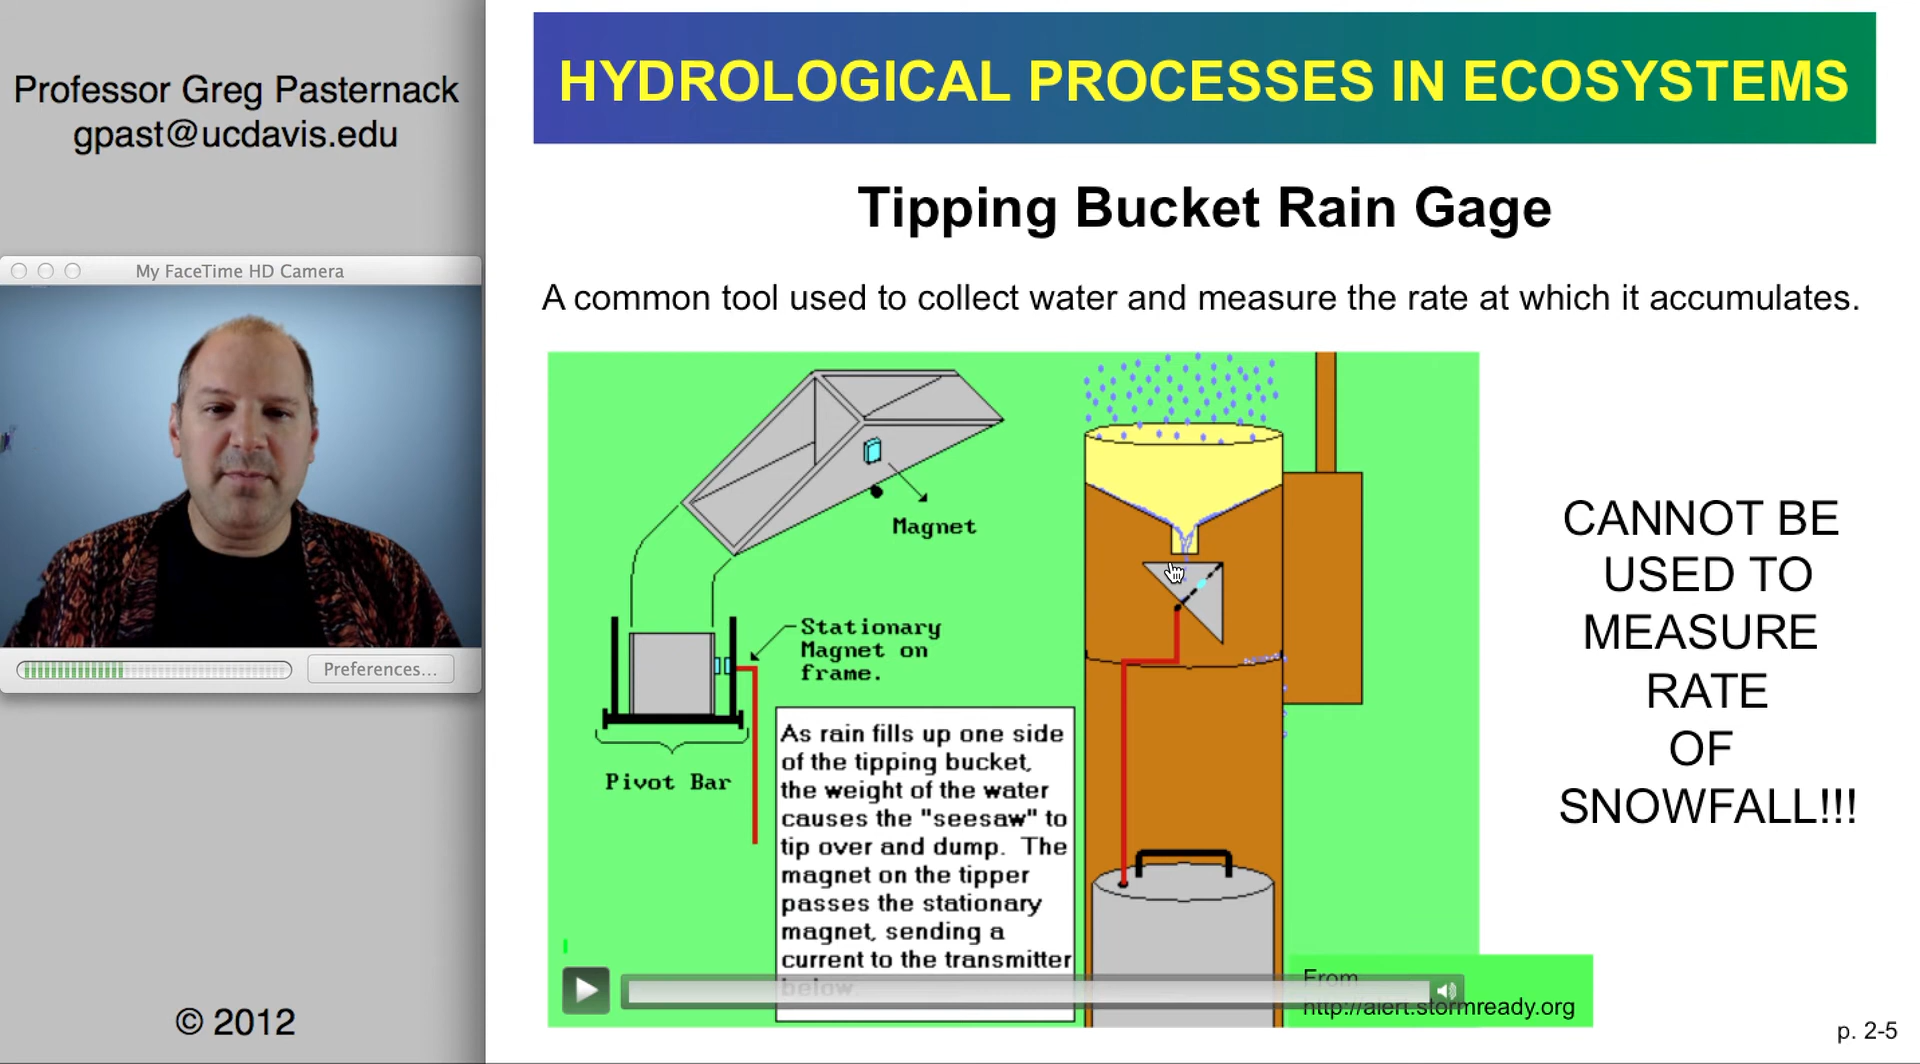 Professor Greg Pasternack
gpast@ucdavis.edu
My FaceTime HD Camera
Preferences...
© 2012
HYDROLOGICAL PROCESSES IN ECOSYSTEMS
Tipping Bucket Rain Gage
A common tool used to collect water and measure the rate at which it accumulates.
Magnet
Stationary
Magnet on
frame.
Pivot Bar
As rain fills up one side
of the tipping bucket,
the weight of the water
causes the "seesaw" to
tip over and dump. The
magnet on the tipper
passes the stationary
magnet, sending a
current to the transmitter
below.
CANNOT BE
USED TO
MEASURE
RATE
OF
SNOWFALL!!!
From
http://alert.stormready.org
p. 2-5